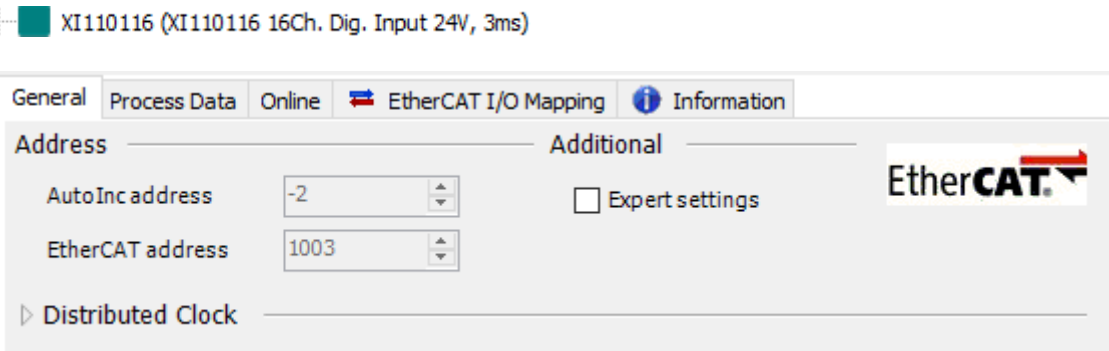 XI110116 (XI110116 16Ch. Dig. Input 24V, 3ms)
General Process Data Online EtherCAT I/O Mapping Information
Address Additional
AutoInc address -2 Expert settings
EtherCAT.
EtherCAT address 1003
Distributed Clock